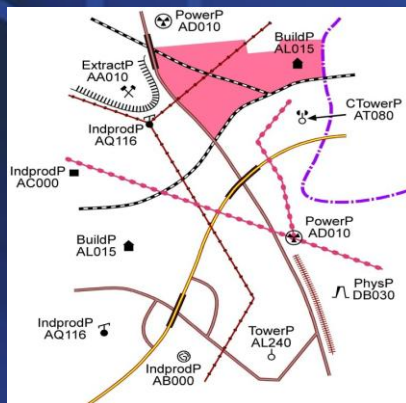 PowerP
AD010
BuildP
AL015
ExtractP
AA010
CTowerP
AT080
IndprodP
AQ116
IndprodP
AC000
PowerP
AD010
BuildP
AL015
PhysP
DB030
IndprodP
AQ116
TowerP
AL240
IndprodP
AB000